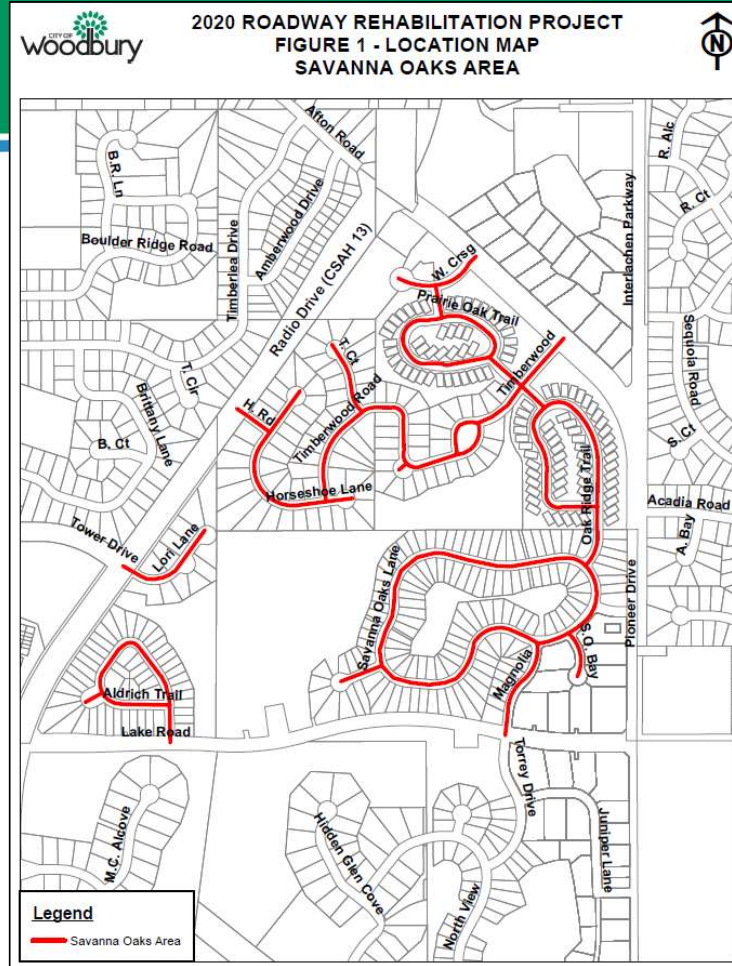 CITY OF
Woodbury
2020 ROADWAY REHABILITATION PROJECT
FIGURE 1 - LOCATION MAP
SAVANNA OAKS AREA
N
Afton Road
R. Alc
B.R. Ln
R. Ct
Amberwood Drive
Boulder Ridge Road
Timberlea Drive
Radio Drive (CSAH 13)
Interlachen Parkway
W. Crsg
Prairie Oak Trail
Sequoia Road
T. Ct
Timberwood
T. Cir
Brittany Lane
H. Rd
Timberwood Road
B. Ct
S. Ct
Oak Ridge Trail
Horseshoe Lane
Acadia Road
Tower Drive
Lori Lane
A. Bay
Savanna Oaks Lane
Pioneer Drive
S.O. Bay
Magnolia
Aldrich Trail
Lake Road
Torrey Drive
M.C. Alcove
Hidden Glen Cove
Juniper Lane
North View
Legend
Savanna Oaks Area